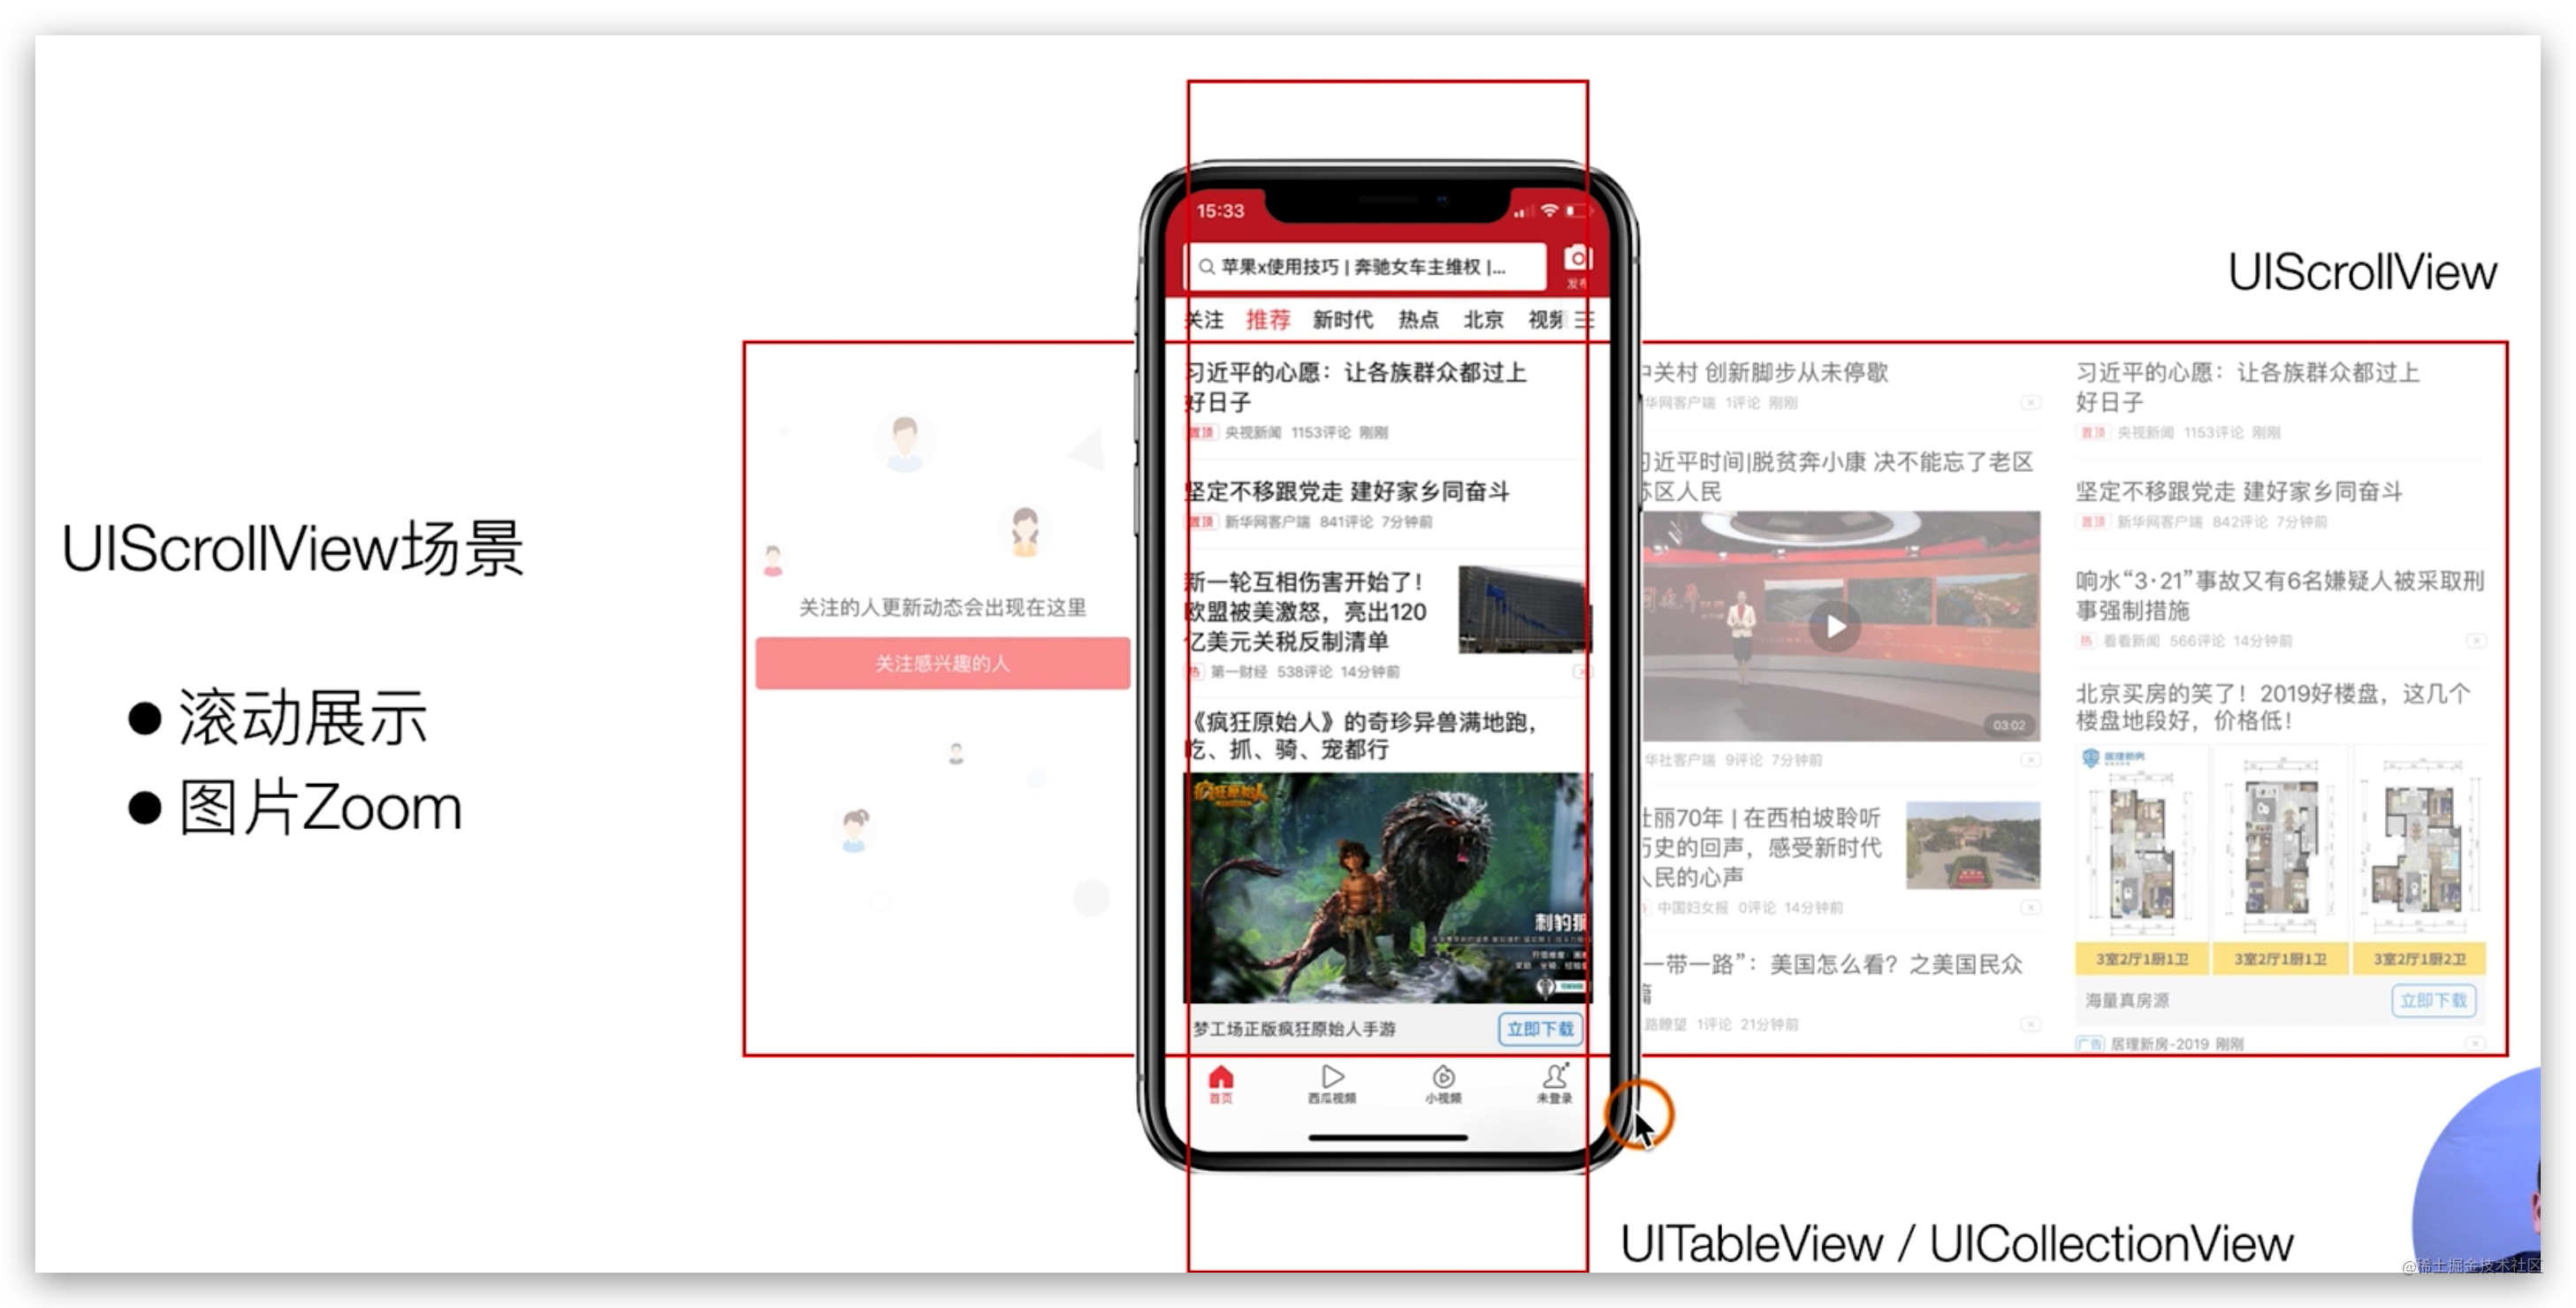 UIScrollView场景
滚动展示
图片Zoom
UIScrollView
15:33
苹果x使用技巧 | 奔驰女车主维权 |...
发布
关注 推荐 新时代 热点 北京 视频
关注的人更新动态会出现在这里
关注感兴趣的人
习近平的心愿：让各族群众都过上
好日子
置顶 央视新闻 1153评论 刚刚
坚定不移跟党走 建好家乡同奋斗
置顶 新华网客户端 841评论 7分钟前
新一轮互相伤害开始了！
欧盟被美激怒，亮出120
亿美元关税反制清单
热 第一财经 538评论 14分钟前
《疯狂原始人》的奇珍异兽满地跑，
吃、抓、骑、宠都行
疯狂原始人
刺豹狮
梦工场正版疯狂原始人手游
立即下载
首页 西瓜视频 小视频 未登录
中关村 创新脚步从未停歇
华网客户端 1评论 刚刚
习近平时间|脱贫奔小康 决不能忘了老区
苏区人民
03:02
华社客户端 9评论 7分钟前
壮丽70年 | 在西柏坡聆听
历史的回声，感受新时代
人民的心声
中国妇女报 0评论 14分钟前
一带一路”：美国怎么看？之美国民众
篇
路瞭望 1评论 21分钟前
习近平的心愿：让各族群众都过上
好日子
置顶 央视新闻 1153评论 刚刚
坚定不移跟党走 建好家乡同奋斗
置顶 新华网客户端 842评论 7分钟前
响水“3·21”事故又有6名嫌疑人被采取刑
事强制措施
热 看看新闻 566评论 14分钟前
北京买房的笑了！2019好楼盘，这几个
楼盘地段好，价格低！
居理新房
3室2厅1厨1卫 3室2厅1厨1卫 3室2厅1厨2卫
海量真房源
立即下载
广告 居理新房-2019 刚刚
UITableView / UICollectionView
@稀土掘金技术社区